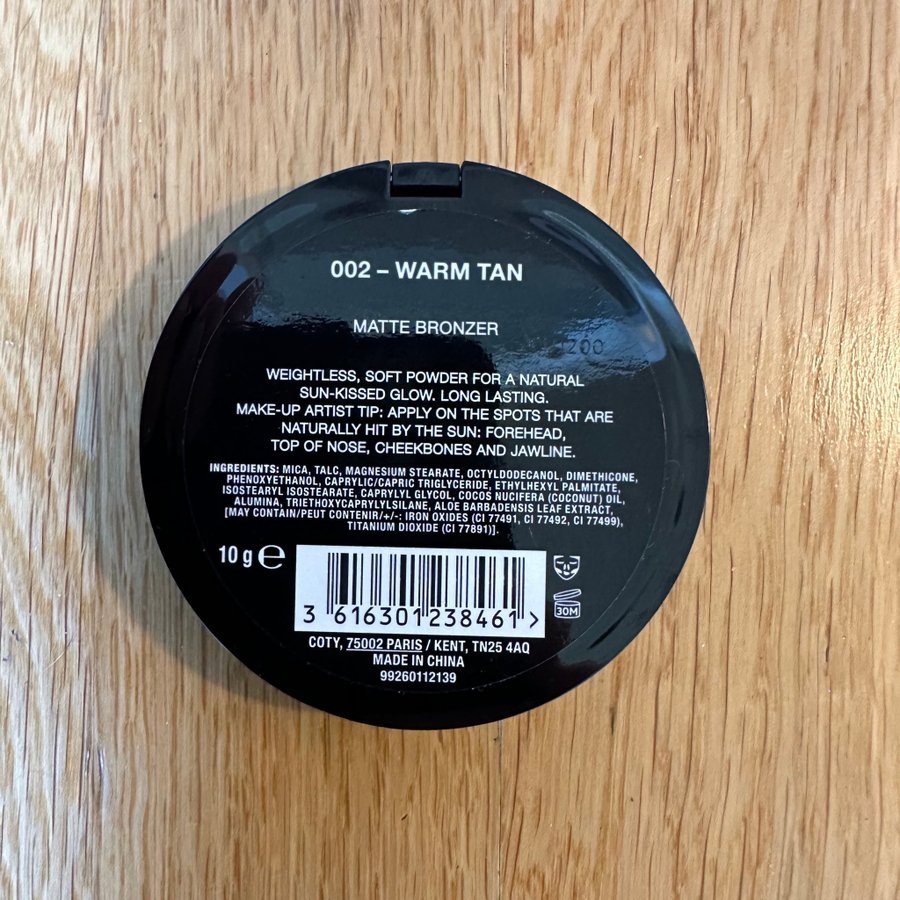 002 – WARM TAN
MATTE BRONZER
WEIGHTLESS, SOFT POWDER FOR A NATURAL
SUN-KISSED GLOW. LONG LASTING.
MAKE-UP ARTIST TIP: APPLY ON THE SPOTS THAT ARE
NATURALLY HIT BY THE SUN: FOREHEAD,
TOP OF NOSE, CHEEKBONES AND JAWLINE.
INGREDIENTS: MICA, TALC, MAGNESIUM STEARATE, OCTYLDODECANOL, DIMETHICONE,
PHENOXYETHANOL, CAPRYLIC/CAPRIC TRIGLYCERIDE, ETHYLHEXYL PALMITATE,
ISOSTEARYL ISOSTEARATE, CAPRYLYL GLYCOL, COCOS NUCIFERA (COCONUT) OIL,
ALUMINA, TRIETHOXYCAPRYLYLSILANE, ALOE BARBADENSIS LEAF EXTRACT,
[MAY CONTAIN/PEUT CONTENIR/+/-: IRON OXIDES (CI 77491, CI 77492, CI 77499),
TITANIUM DIOXIDE (CI 77891)].
10 g ℮
30M
3 616301 238461 >
COTY, 75002 PARIS / KENT, TN25 4AQ
MADE IN CHINA
99260112139